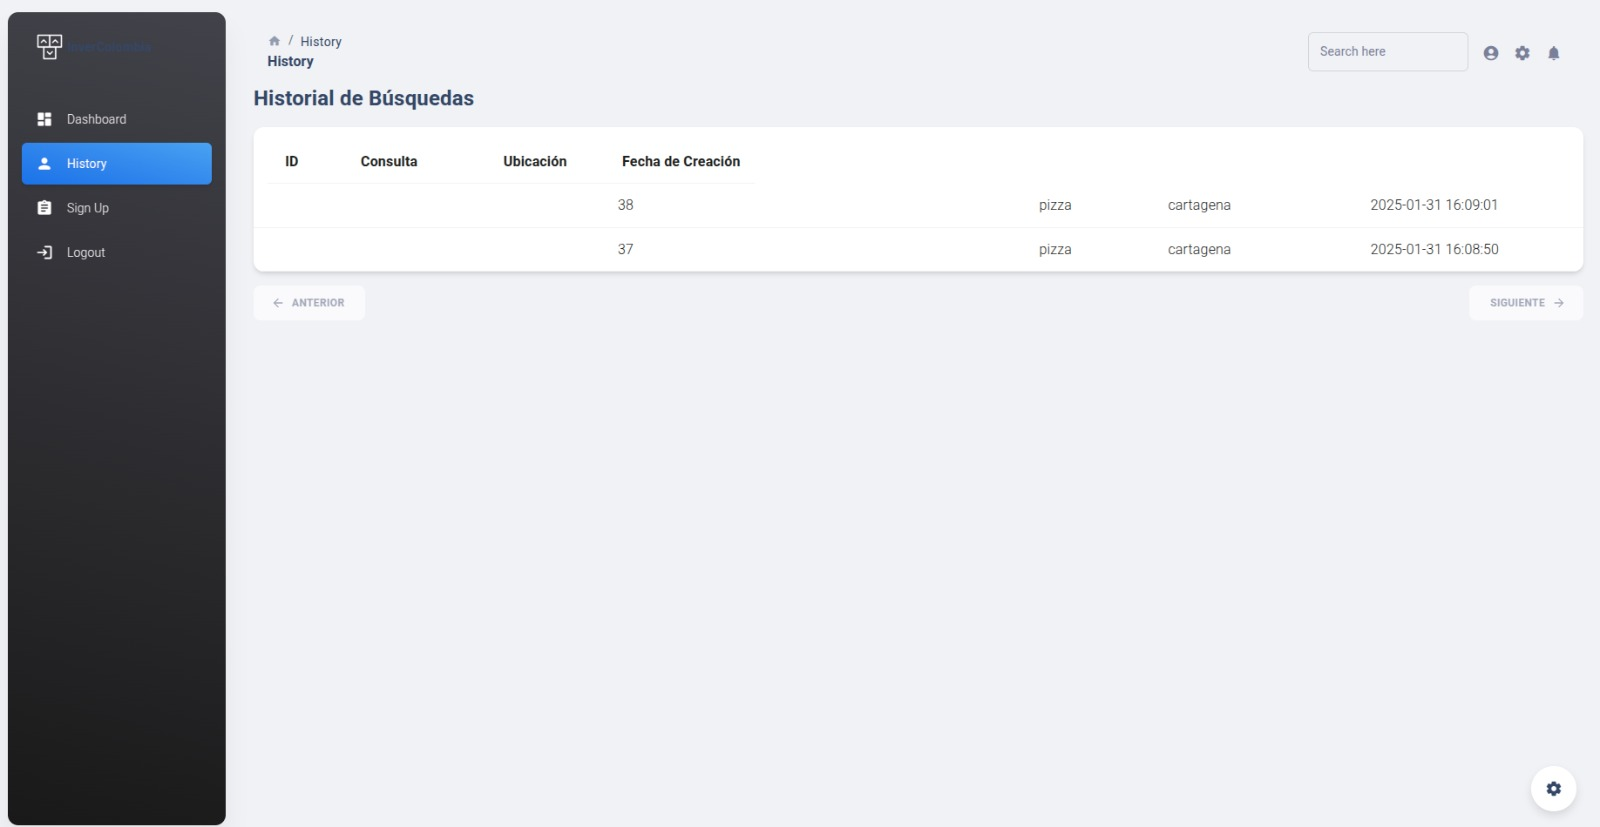 / History
History
Search here
Historial de Búsquedas
Dashboard
History
Sign Up
Logout
ID Consulta Ubicación Fecha de Creación
38 pizza cartagena 2025-01-31 16:09:01
37 pizza cartagena 2025-01-31 16:08:50
ANTERIOR
SIGUIENTE